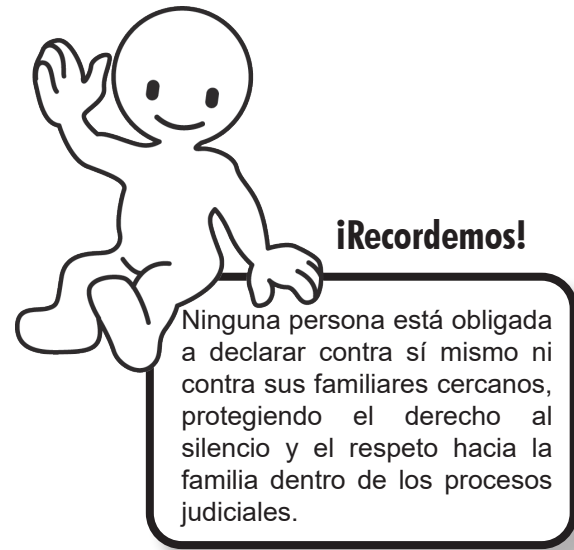 ¡Recordemos!
Ninguna persona está obligada
a declarar contra sí mismo ni
contra sus familiares cercanos,
protegiendo el derecho al
silencio y el respeto hacia la
familia dentro de los procesos
judiciales.